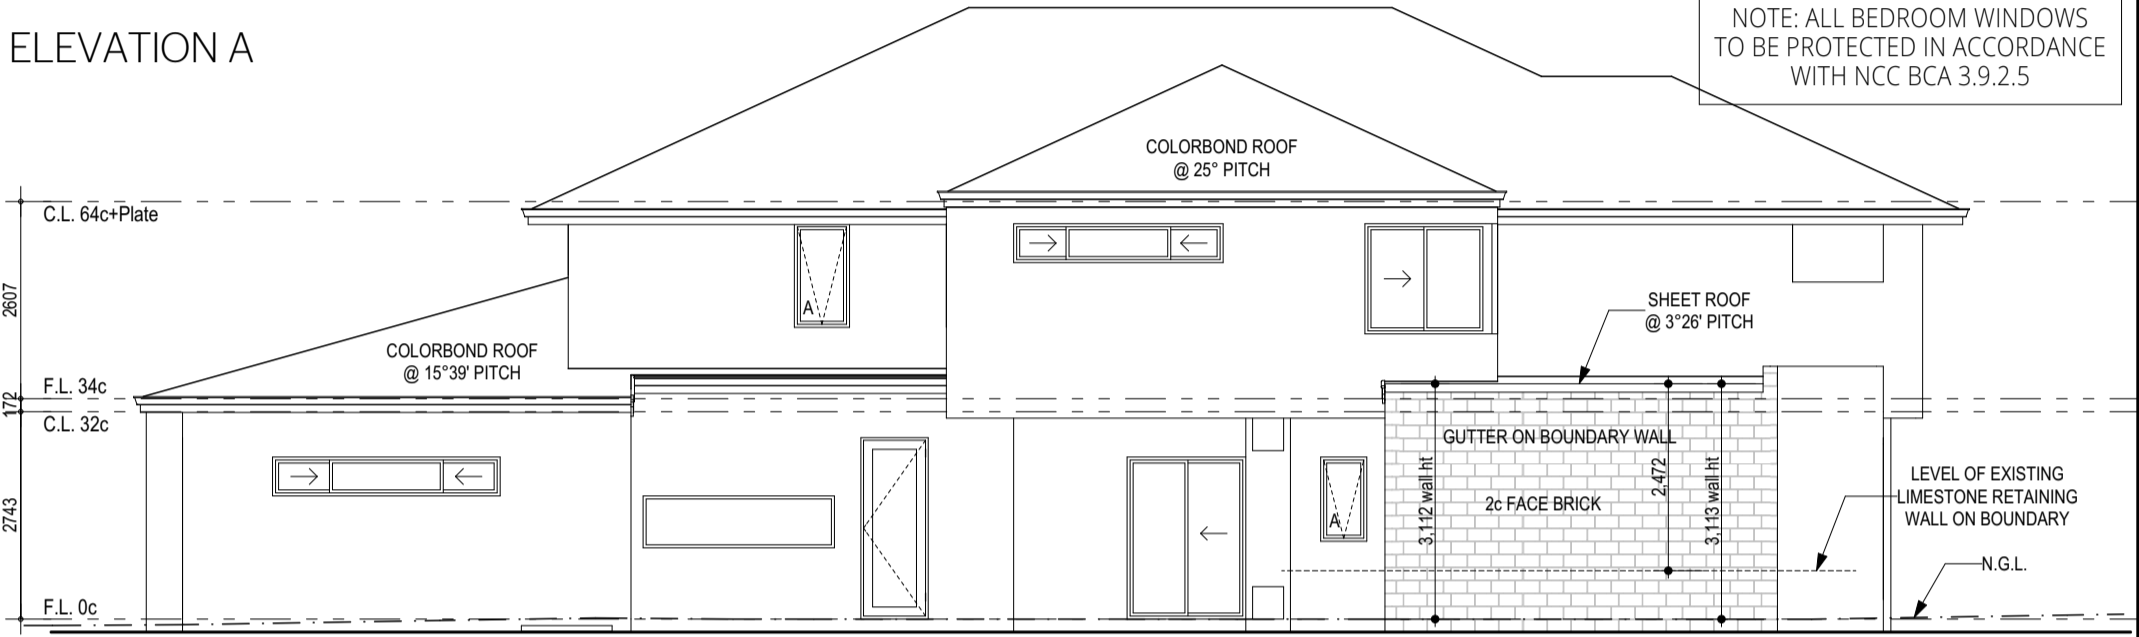 ELEVATION A
NOTE: ALL BEDROOM WINDOWS
TO BE PROTECTED IN ACCORDANCE
WITH NCC BCA 3.9.2.5
COLORBOND ROOF
@ 25° PITCH
C.L. 64c+Plate
2607
A
SHEET ROOF
@ 3°26' PITCH
COLORBOND ROOF
@ 15°39' PITCH
F.L. 34c
172
C.L. 32c
GUTTER ON BOUNDARY WALL
2743
3,112 wall ht
2,472
3,113 wall ht
2c FACE BRICK
A
LEVEL OF EXISTING
LIMESTONE RETAINING
WALL ON BOUNDARY
N.G.L.
F.L. 0c